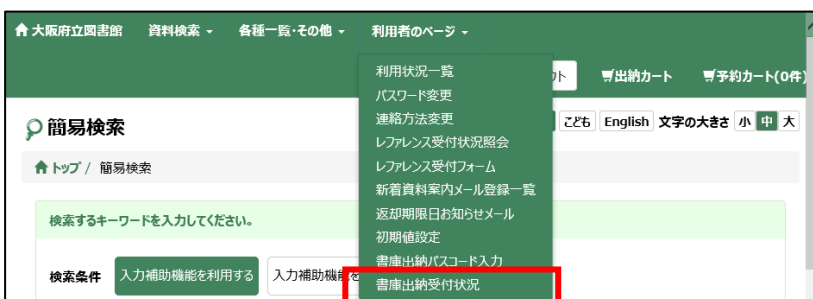 大阪府立図書館 資料検索 各種一覧・その他 利用者のページ
利用状況一覧
ト 出納カート 予約カート(0件)
パスワード変更
連絡方法変更
簡易検索
こども English 文字の大きさ 小 中 大
レファレンス受付状況照会
レファレンス受付フォーム
トップ / 簡易検索
新着資料案内メール登録一覧
返却期限日お知らせメール
検索するキーワードを入力してください。
初期値設定
書庫出納パスコード入力
検索条件 入力補助機能を利用する 入力補助機能を
書庫出納受付状況